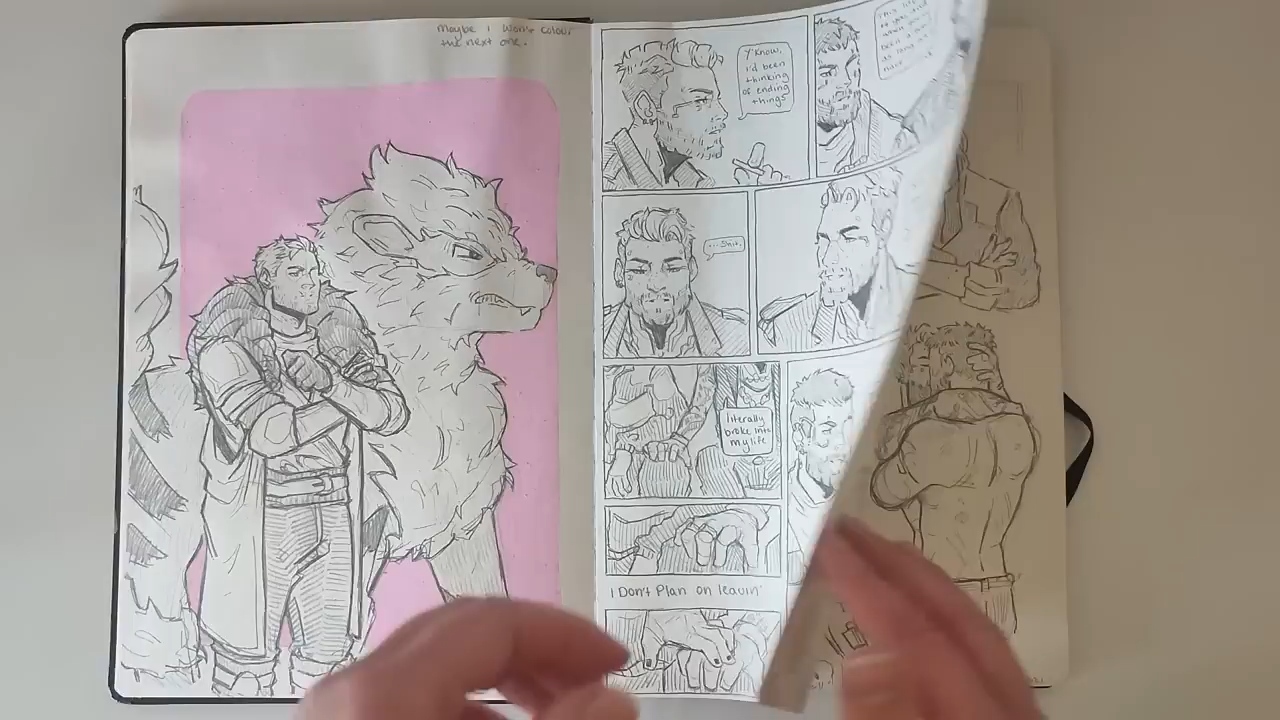 Maybe I won't colour
the next one.
Y'Know,
i'd been
thinking
of ending
things
...Shit.
literally
broke into
my life
I Don't Plan on leavin'